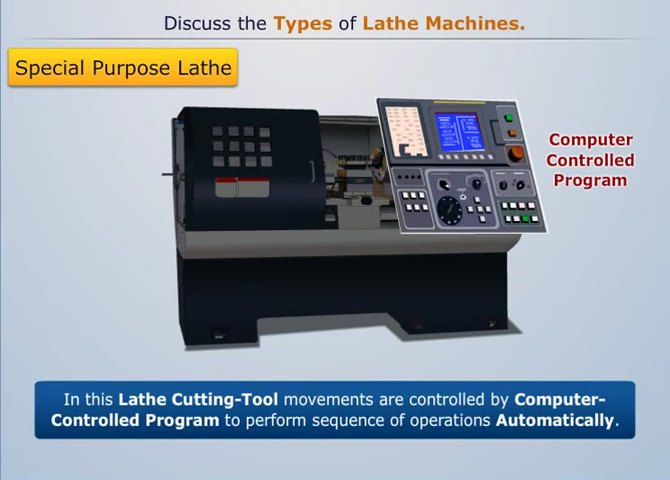 Discuss the Types of Lathe Machines.
Special Purpose Lathe
Computer
Controlled
Program
In this Lathe Cutting-Tool movements are controlled by Computer-
Controlled Program to perform sequence of operations Automatically.